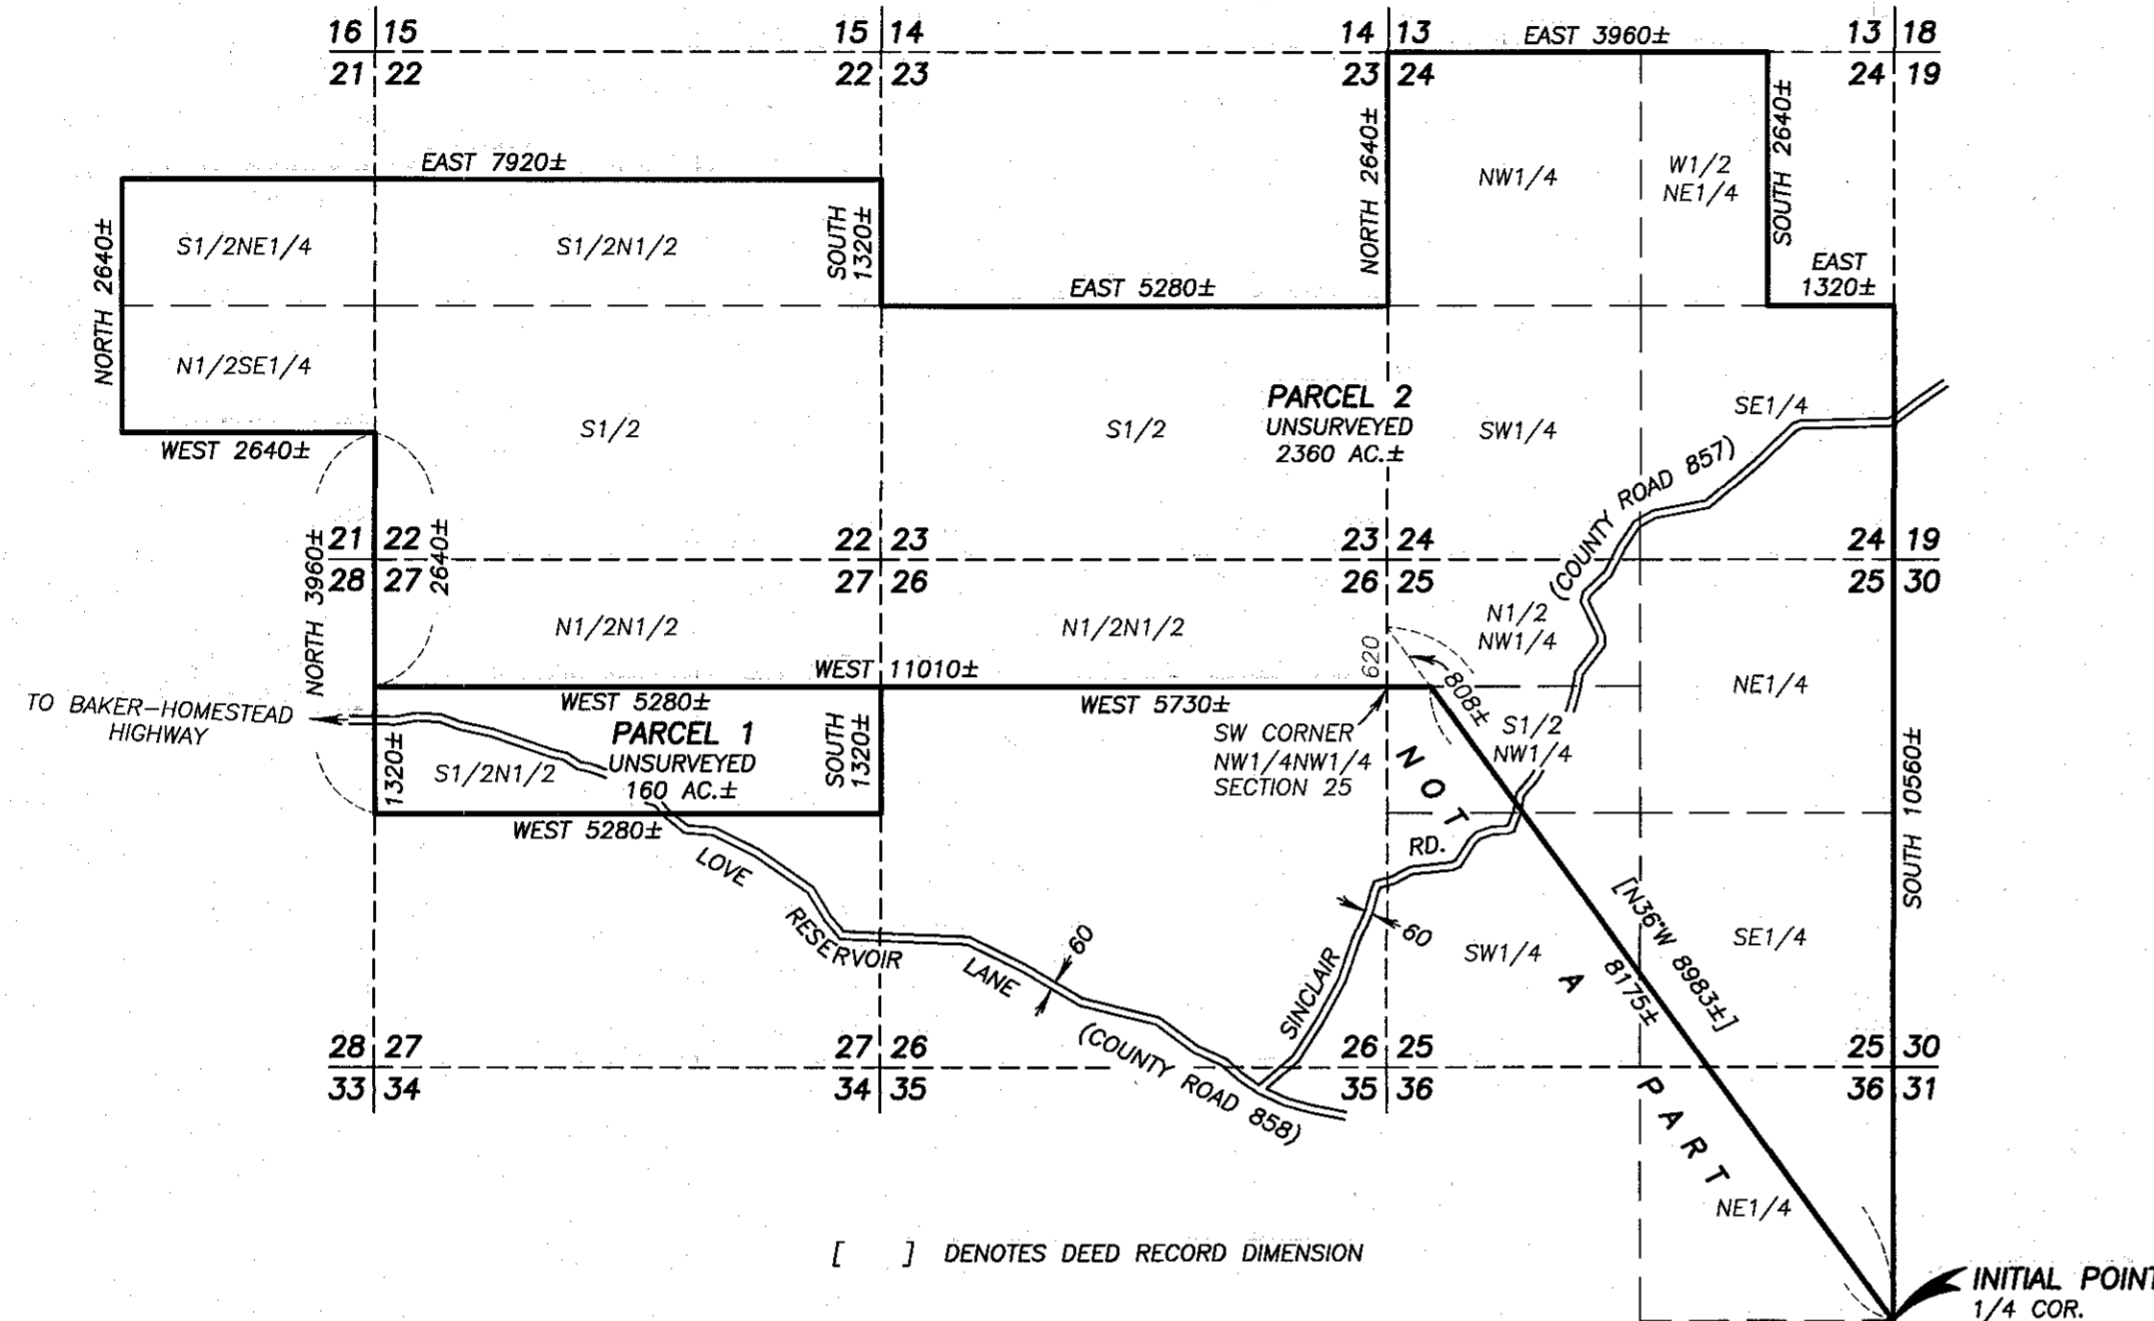 16 15
15 14
14 13
EAST 3960±
13 18
21 22
22 23
23 24
24 19
EAST 7920±
NORTH 2640±
S1/2NE1/4
S1/2N1/2
SOUTH
1320±
NORTH 2640±
NW1/4
W1/2
NE1/4
SOUTH 2640±
EAST
1320±
EAST 5280±
N1/2SE1/4
WEST 2640±
S1/2
S1/2
PARCEL 2
UNSURVEYED
2360 AC.±
SW1/4
SE1/4
(COUNTY ROAD 857)
NORTH 3960±
2640±
21 22
22 23
23 24
24 19
28 27
27 26
26 25
25 30
N1/2N1/2
N1/2N1/2
620
N1/2
NW1/4
NE1/4
WEST 11010±
WEST 5280±
WEST 5730±
808±
TO BAKER-HOMESTEAD
HIGHWAY
1320±
PARCEL 1
UNSURVEYED
160 AC.±
S1/2N1/2
SOUTH
1320±
SW CORNER
NW1/4NW1/4
SECTION 25
S1/2
NW1/4
NOT
A
PART
WEST 5280±
SOUTH 10560±
LOVE
RESERVOIR
LANE
(COUNTY ROAD 858)
60
SINCLAIR
RD.
60
SW1/4
[N36°W 8983±]
8175±
SE1/4
28 27
27 26
26 25
25 30
33 34
34 35
35 36
36 31
NE1/4
[ ] DENOTES DEED RECORD DIMENSION
INITIAL POINT
1/4 COR.